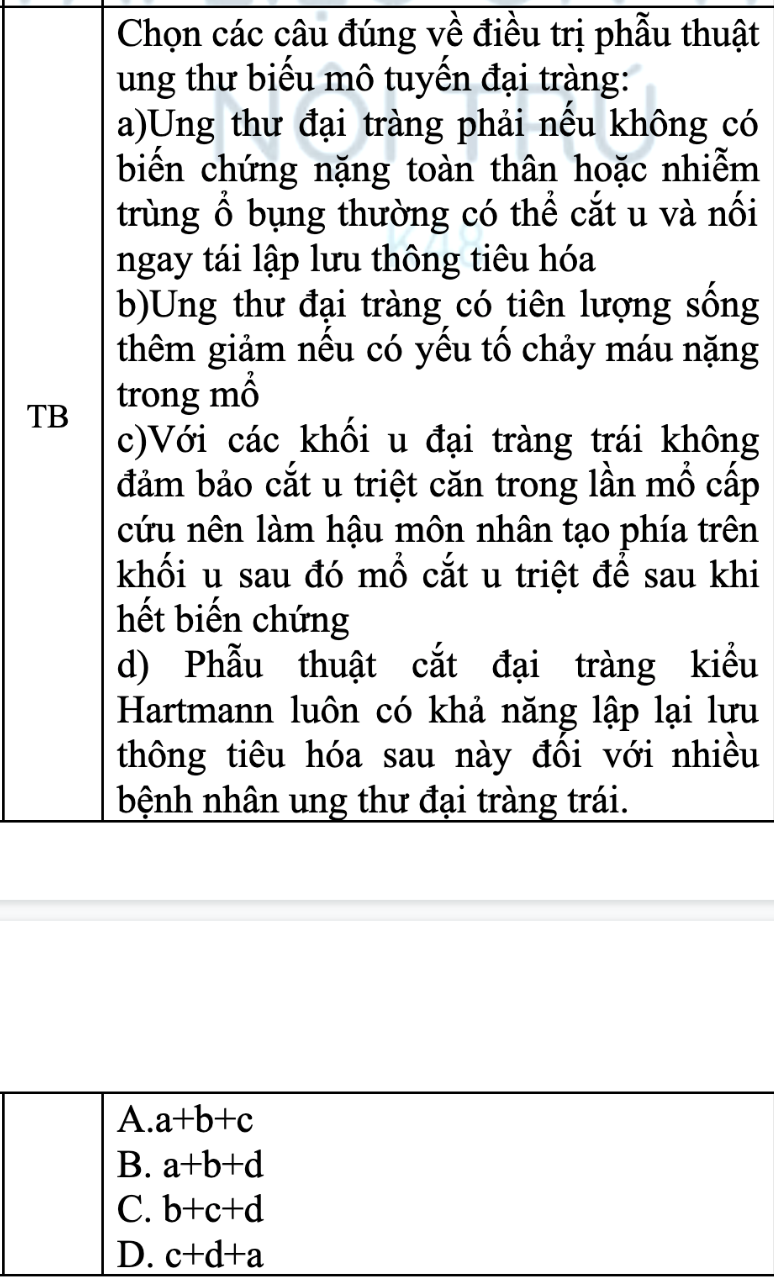 Chọn các câu đúng về điều trị phẫu thuật
ung thư biểu mô tuyến đại tràng:
a)Ung thư đại tràng phải nếu không có
biến chứng nặng toàn thân hoặc nhiễm
trùng ổ bụng thường có thể cắt u và nối
ngay tái lập lưu thông tiêu hóa
b)Ung thư đại tràng có tiên lượng sống
thêm giảm nếu có yếu tố chảy máu nặng
trong mổ
TB
c)Với các khối u đại tràng trái không
đảm bảo cắt u triệt căn trong lần mổ cấp
cứu nên làm hậu môn nhân tạo phía trên
khối u sau đó mổ cắt u triệt để sau khi
hết biến chứng
d) Phẫu thuật cắt đại tràng kiểu
Hartmann luôn có khả năng lập lại lưu
thông tiêu hóa sau này đối với nhiều
bệnh nhân ung thư đại tràng trái.
NỘI TRÚ
K48
A.a+b+c
B. a+b+d
C. b+c+d
D. c+d+a